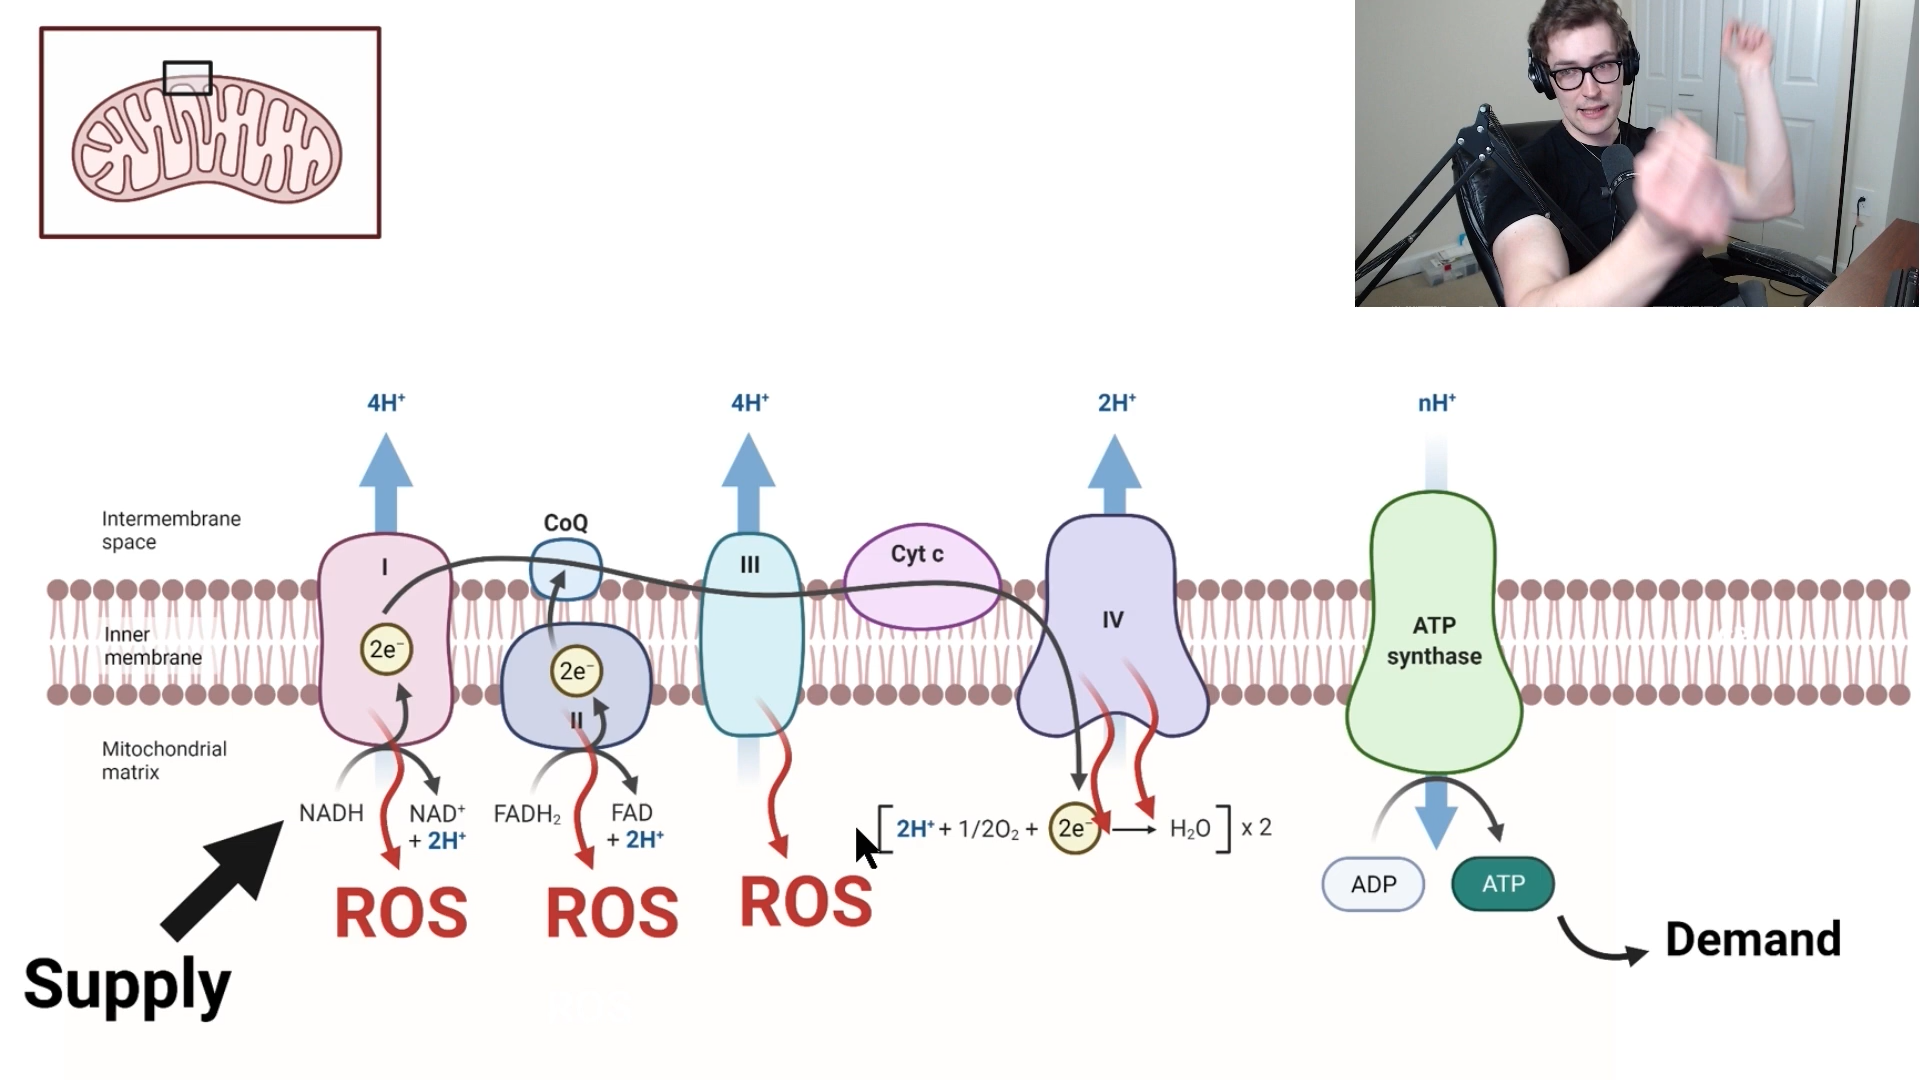 4H⁺
4H⁺
2H⁺
nH⁺
Intermembrane
space
CoQ
I
III
Cyt c
IV
ATP
synthase
Inner
membrane
2e⁻
2e⁻
II
Mitochondrial
matrix
NADH
NAD⁺
+ 2H⁺
FADH₂
FAD
+ 2H⁺
[2H⁺ + 1/2O₂ + 2e⁻ → H₂O] x 2
ADP
ATP
ROS
ROS
ROS
Supply
Demand